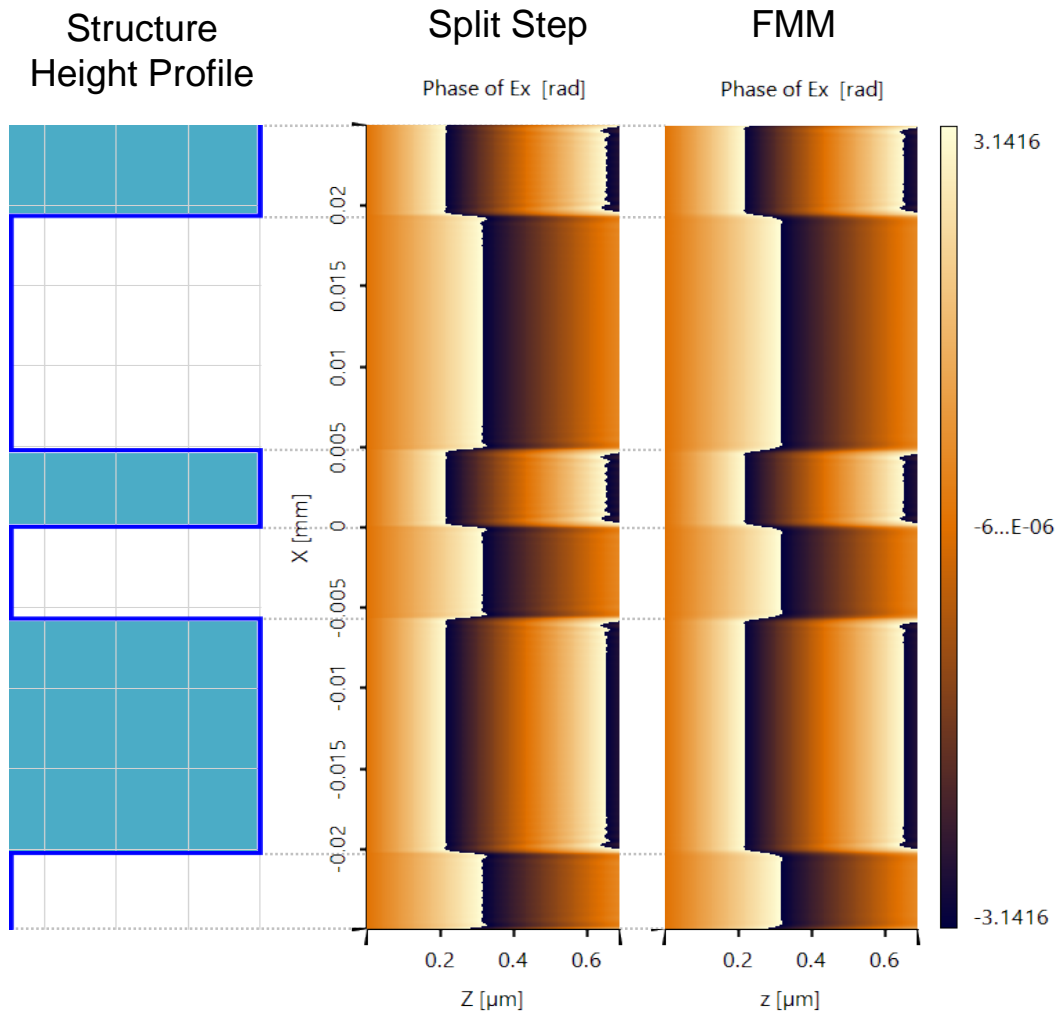 Structure
Height Profile
Split Step
FMM
Phase of Ex [rad]
Phase of Ex [rad]
3.1416
-6...E-06
-3.1416
0.02
0.015
0.01
0.005
0
-0.005
-0.01
-0.015
-0.02
X [mm]
0.2 0.4 0.6
0.2 0.4 0.6
Z [µm]
z [µm]